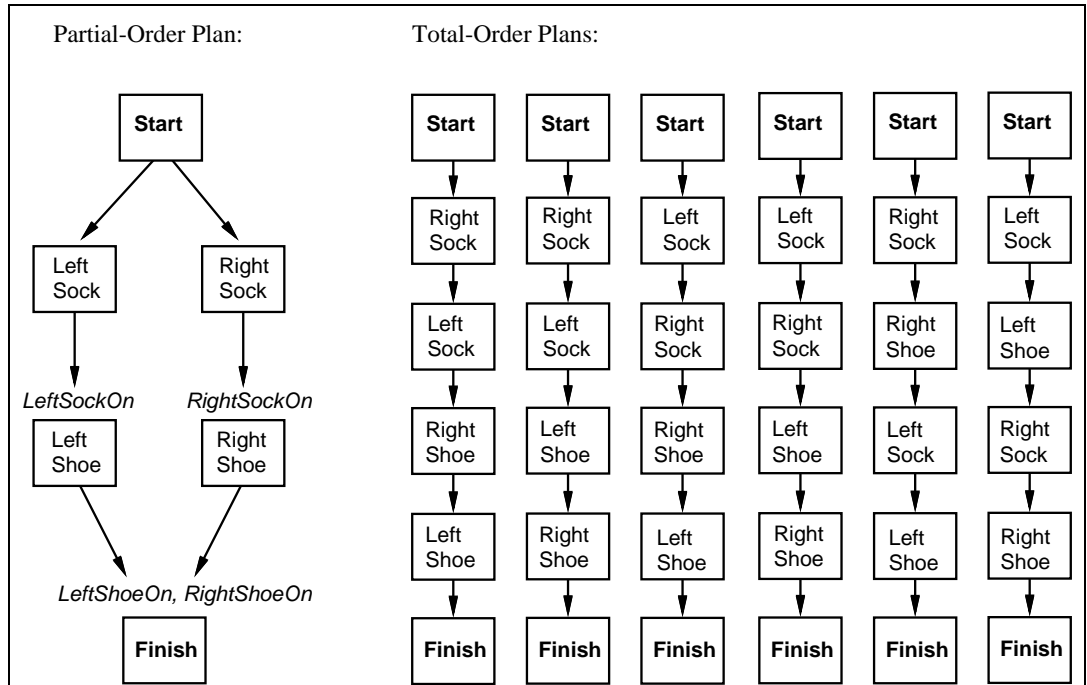 Partial-Order Plan:
Start
Left
Sock
Right
Sock
LeftSockOn
RightSockOn
Left
Shoe
Right
Shoe
LeftShoeOn, RightShoeOn
Finish
Total-Order Plans:
Start
Right
Sock
Left
Sock
Right
Shoe
Left
Shoe
Finish
Start
Right
Sock
Left
Sock
Left
Shoe
Right
Shoe
Finish
Start
Left
Sock
Right
Sock
Right
Shoe
Left
Shoe
Finish
Start
Left
Sock
Right
Sock
Left
Shoe
Right
Shoe
Finish
Start
Right
Sock
Right
Shoe
Left
Sock
Left
Shoe
Finish
Start
Left
Sock
Left
Shoe
Right
Sock
Right
Shoe
Finish